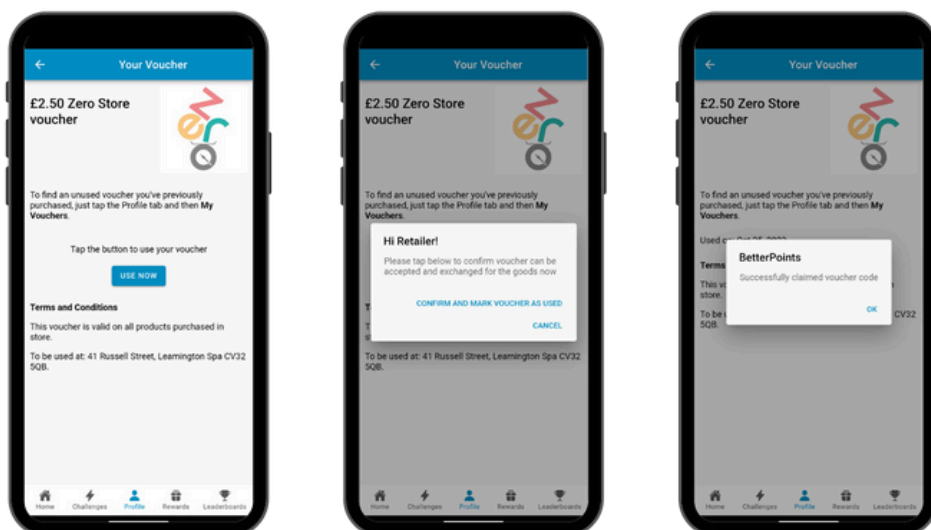 Your Voucher
£2.50 Zero Store
voucher
Zero
To find an unused voucher you've previously
purchased, just tap the Profile tab and then My
Vouchers.
Tap the button to use your voucher
USE NOW
Terms and Conditions
This voucher is valid on all products purchased in
store.
To be used at: 41 Russell Street, Leamington Spa CV32
5QB.
Home Challenges Profile Rewards Leaderboards
Your Voucher
£2.50 Zero Store
voucher
Zero
To find an unused voucher you've previously
purchased, just tap the Profile tab and then My
Vouchers.
Hi Retailer!
Please tap below to confirm voucher can be
accepted and exchanged for the goods now
CONFIRM AND MARK VOUCHER AS USED
CANCEL
To be used at: 41 Russell Street, Leamington Spa CV32
5QB.
Home Challenges Profile Rewards Leaderboards
Your Voucher
£2.50 Zero Store
voucher
Zero
To find an unused voucher you've previously
purchased, just tap the Profile tab and then My
Vouchers.
Used
Terms
BetterPoints
Successfully claimed voucher code
OK
in
store.
To be CV32
5QB.
Home Challenges Profile Rewards Leaderboards